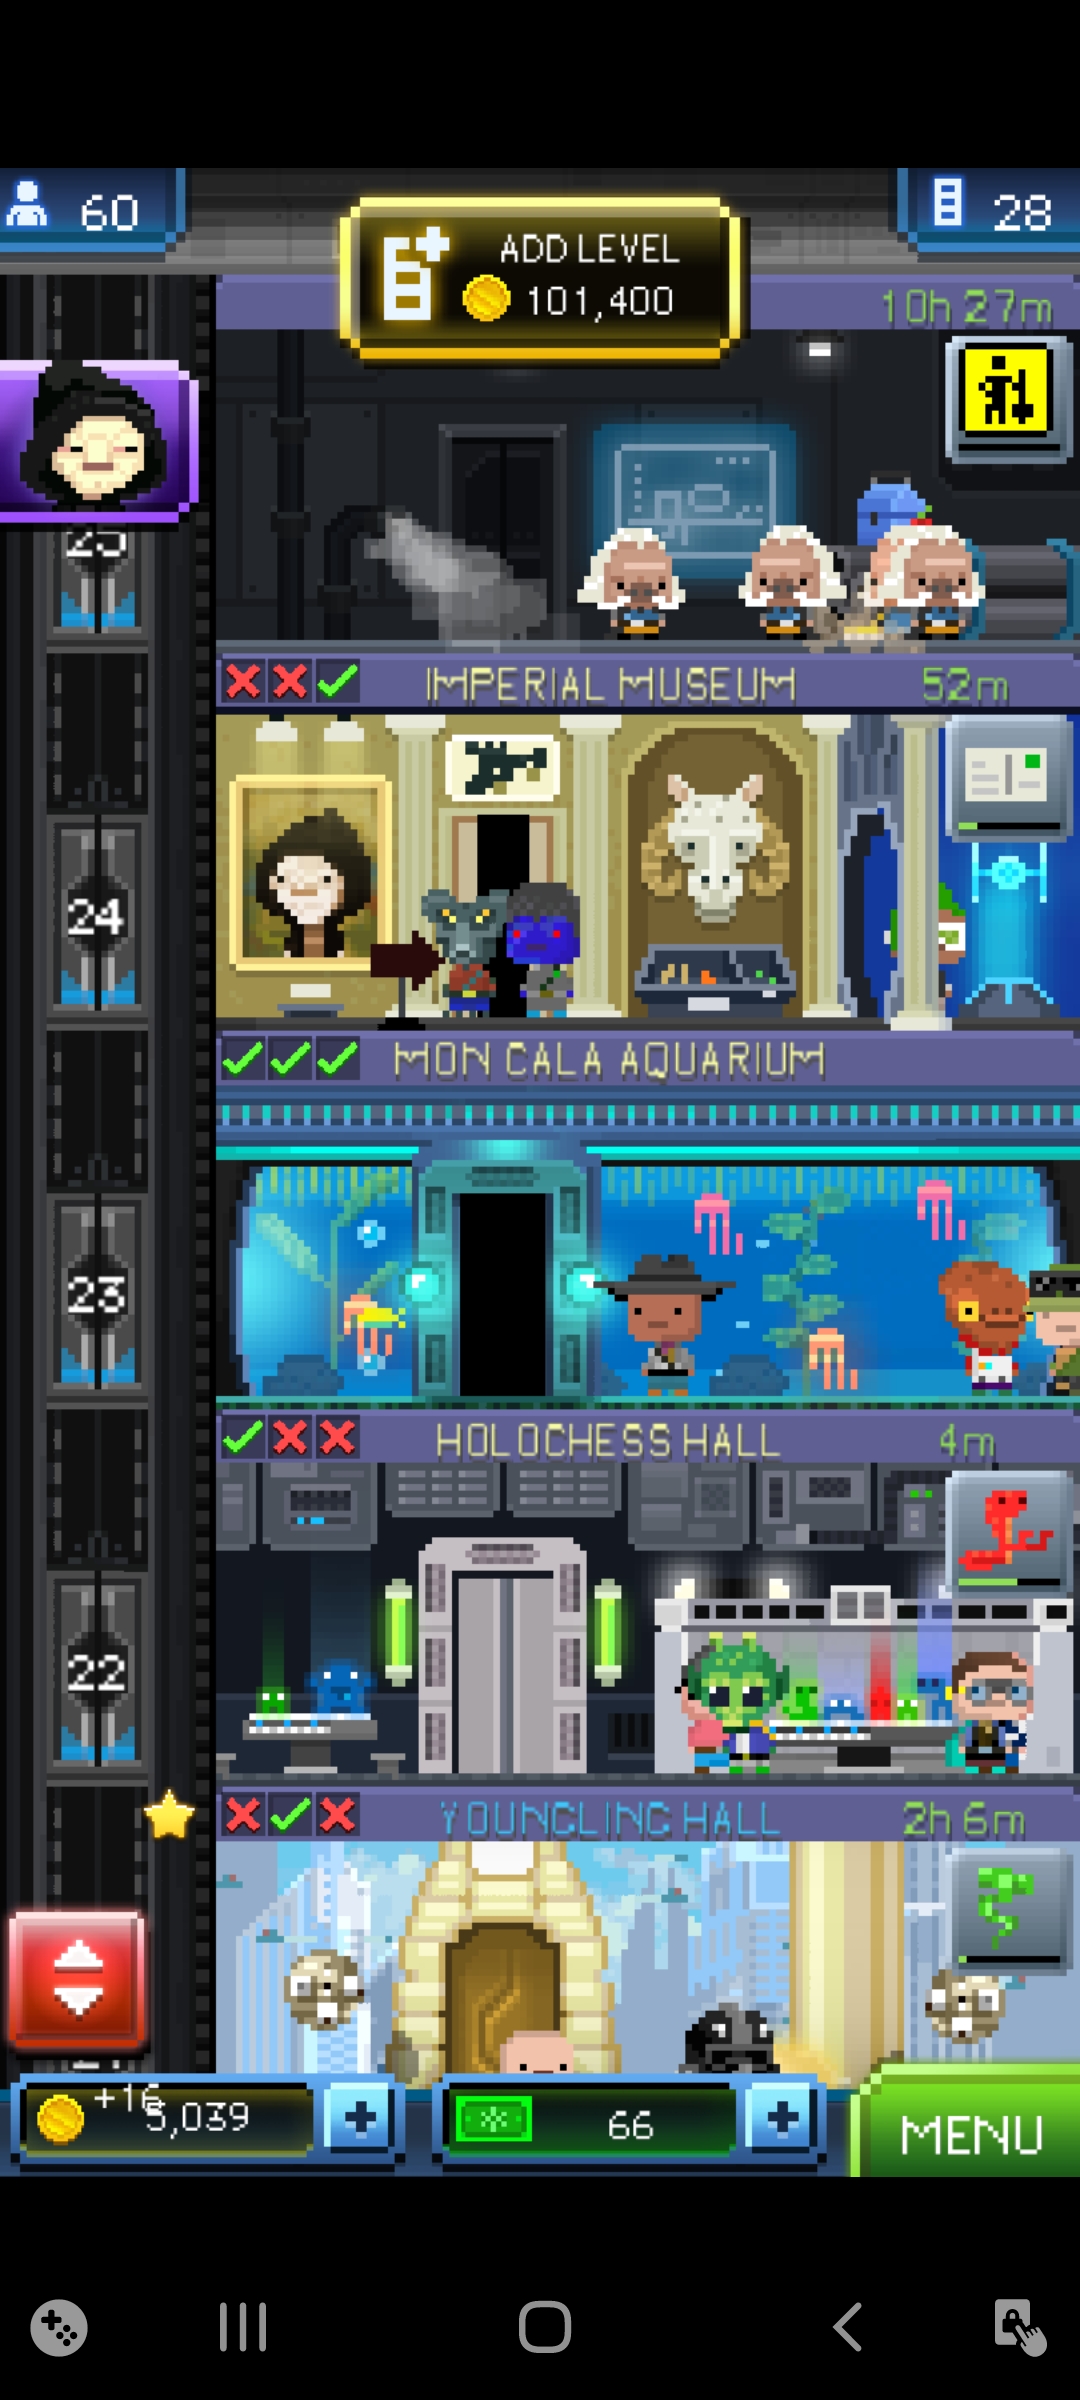 60
ADD LEVEL
101,400
28
10h 27m
25
IMPERIAL MUSEUM 52m
24
MON CALA AQUARIUM
23
HOLOCHESS HALL 4m
22
YOUNGLING HALL 2h 6m
+16
5,039
66
MENU